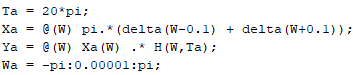 Ta = 20*pi;
Xa = @(W) pi.*(delta(W-0.1) + delta(W+0.1));
Ya = @(W) Xa(W) .* H(W,Ta);
Wa = -pi:0.00001:pi;